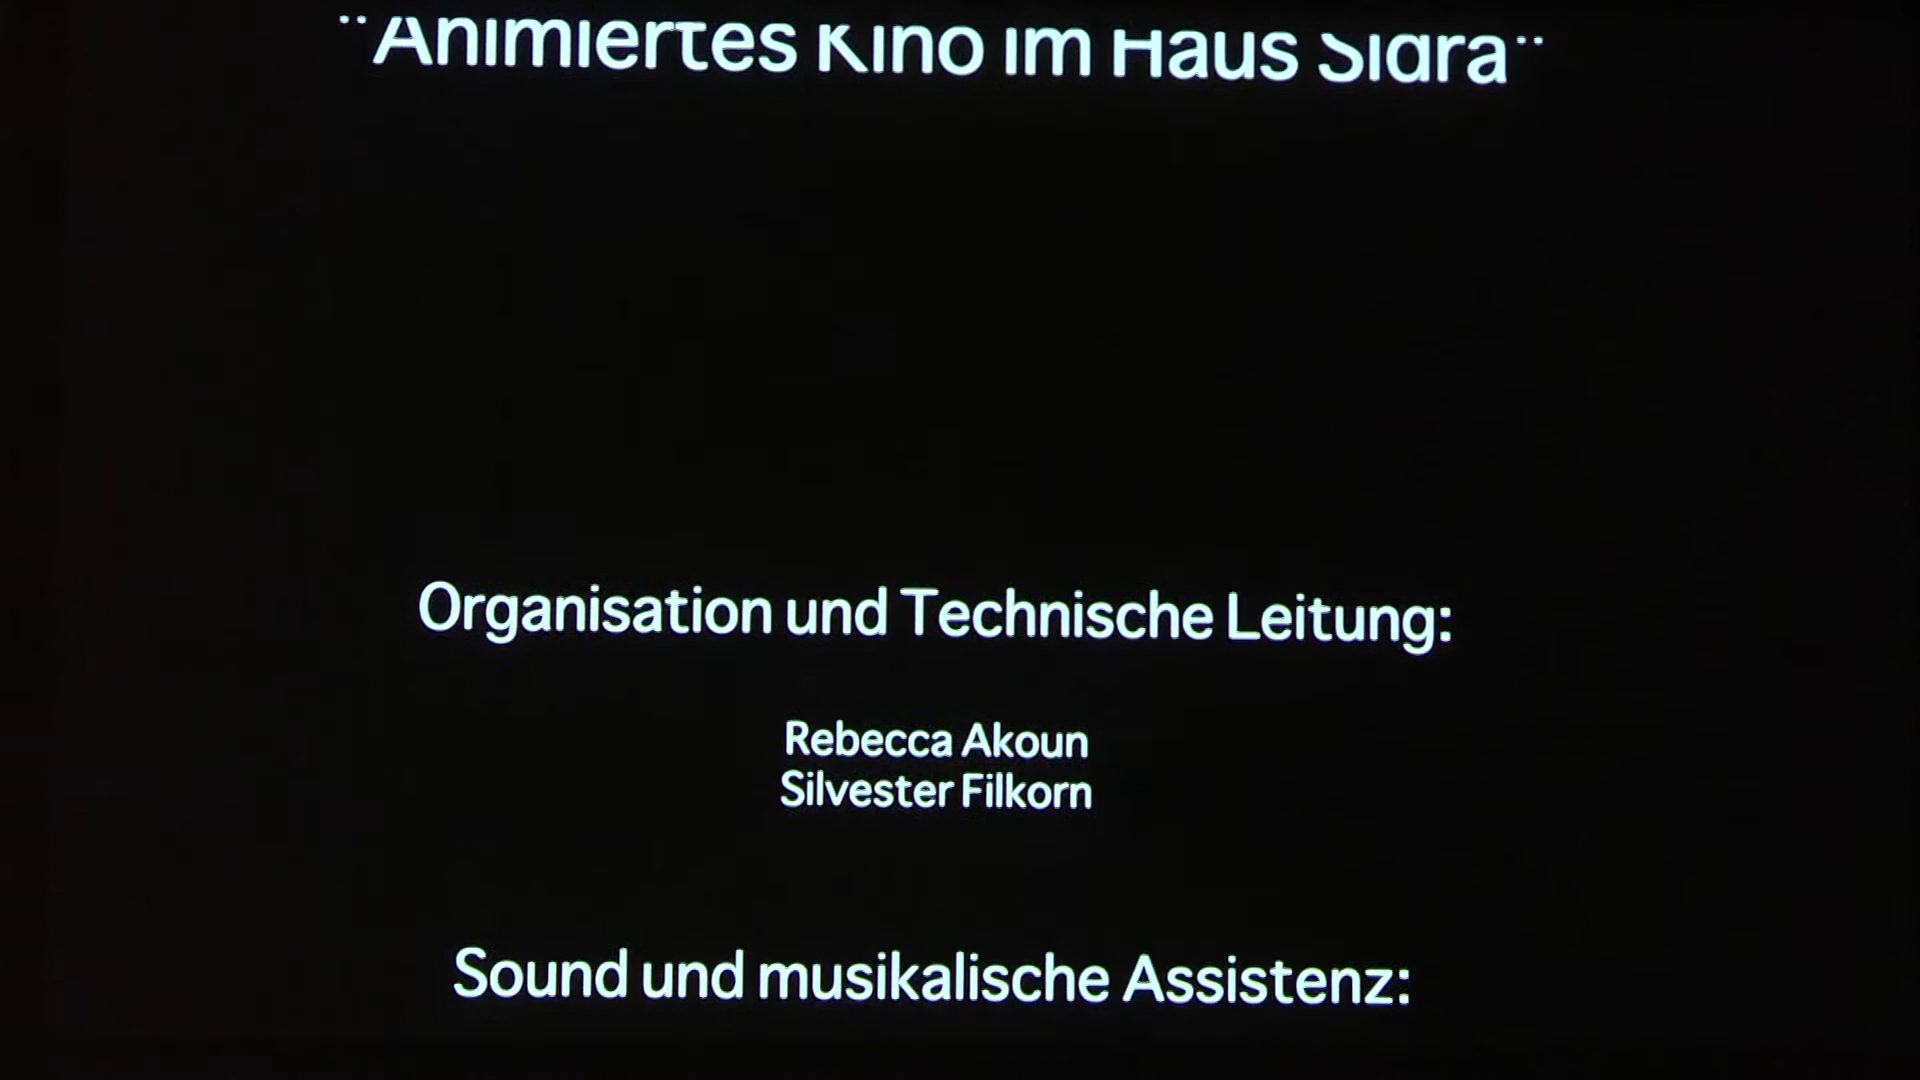 ¨Animiertes Kino im Haus Sidra¨
Organisation und Technische Leitung:
Rebecca Akoun
Silvester Filkorn
Sound und musikalische Assistenz: